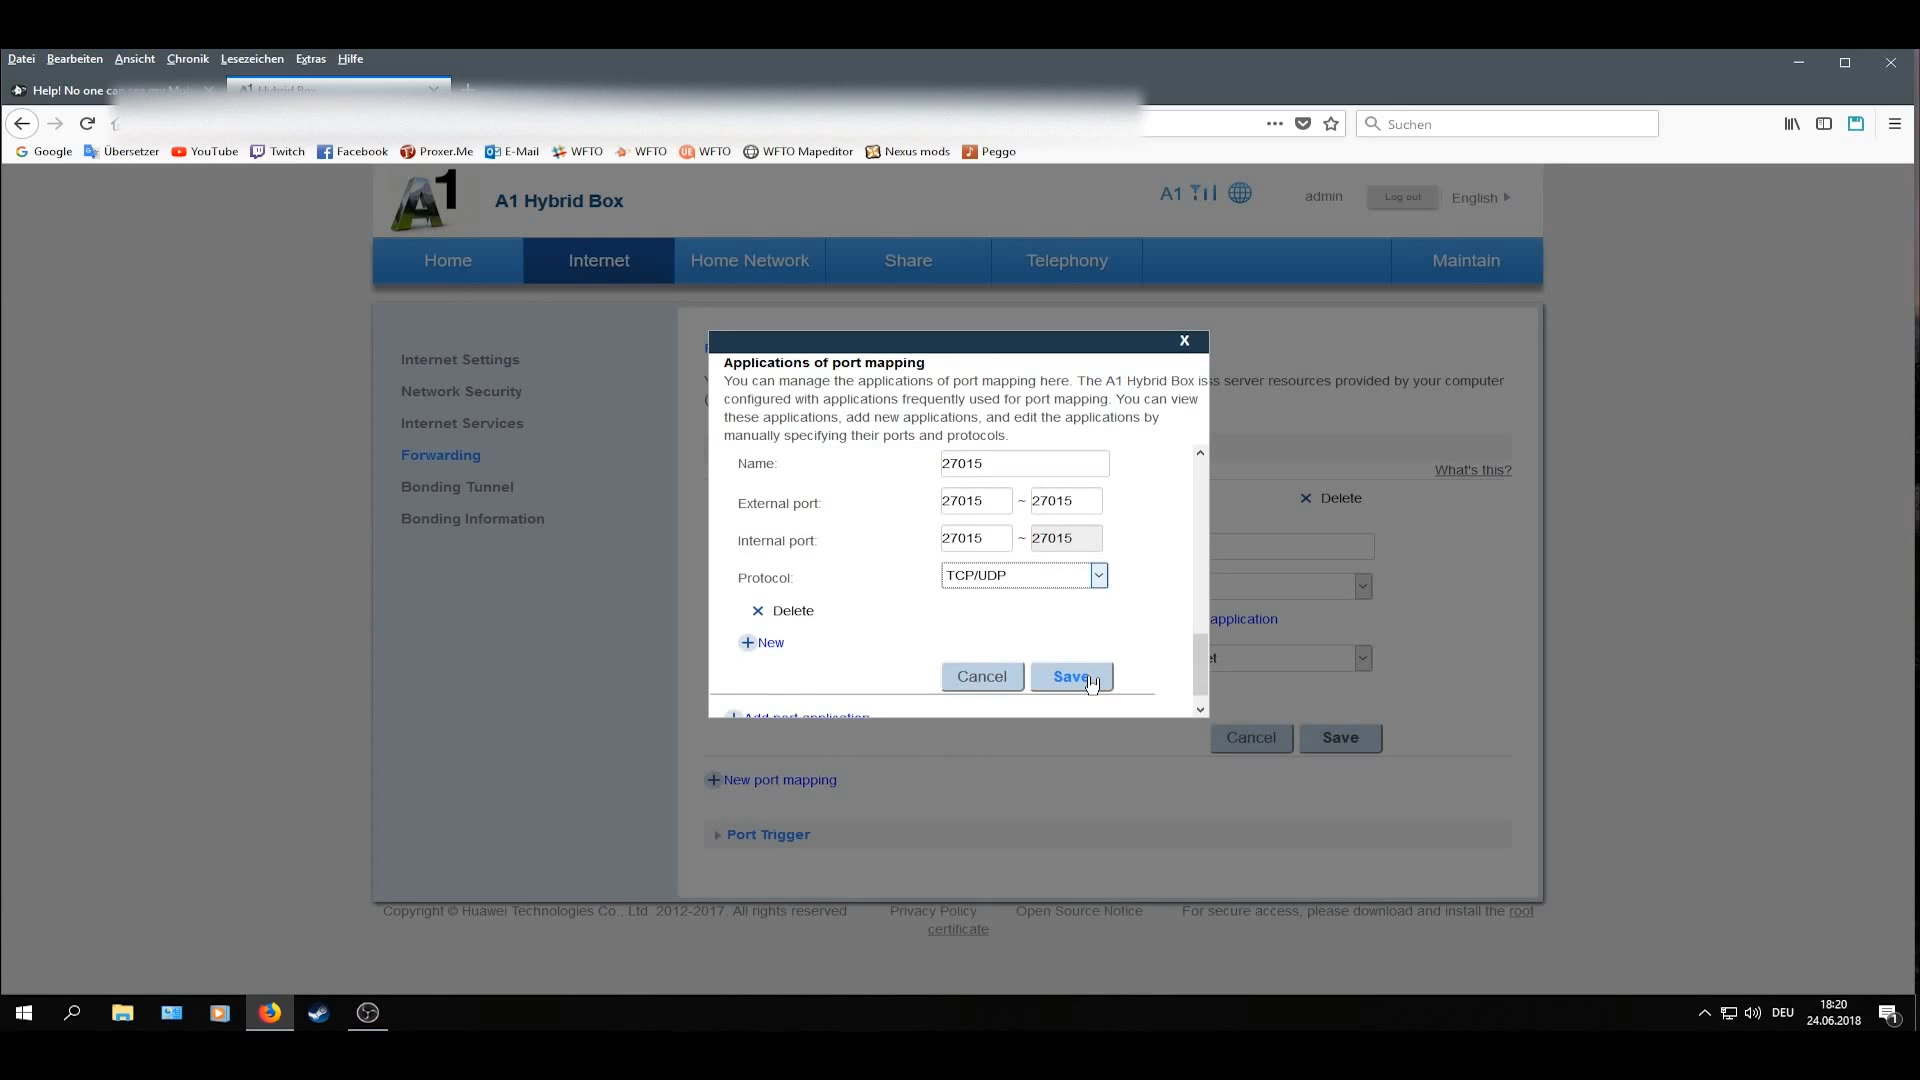 Datei Bearbeiten Ansicht Chronik Lesezeichen Extras Hilfe
Help! No one can see my
A1 Hybrid Box
Suchen
Google Übersetzer YouTube Twitch Facebook Proxer.Me E-Mail WFTO WFTO WFTO WFTO Mapeditor Nexus mods Peggo
A1
A1 Hybrid Box
A1
admin
Log out
English
Home Internet Home Network Share Telephony Maintain
Internet Settings
Network Security
Internet Services
Forwarding
Bonding Tunnel
Bonding Information
X
Applications of port mapping
You can manage the applications of port mapping here. The A1 Hybrid Box is
configured with applications frequently used for port mapping. You can view
these applications, add new applications, and edit the applications by
manually specifying their ports and protocols.
s server resources provided by your computer
What's this?
Delete
Name: 27015
External port: 27015 ~ 27015
Internal port: 27015 ~ 27015
Protocol: TCP/UDP
Delete
New
Cancel Save
Add port application
application
et
Cancel Save
New port mapping
Port Trigger
Copyright © Huawei Technologies Co., Ltd 2012-2017. All rights reserved Privacy Policy Open Source Notice For secure access, please download and install the root
certificate
DEU
18:20
24.06.2018
1